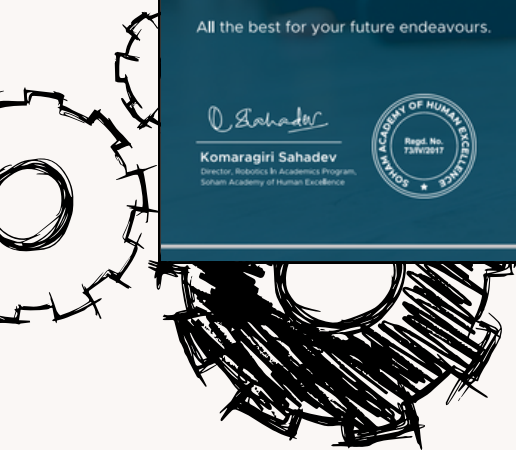 All the best for your future endeavours.
Komaragiri Sahadev
Director, Robotics In Academics Program,
Soham Academy of Human Excellence
SOHAM ACADEMY OF HUMAN EXCELLENCE
Regd. No.
73/IV/2017